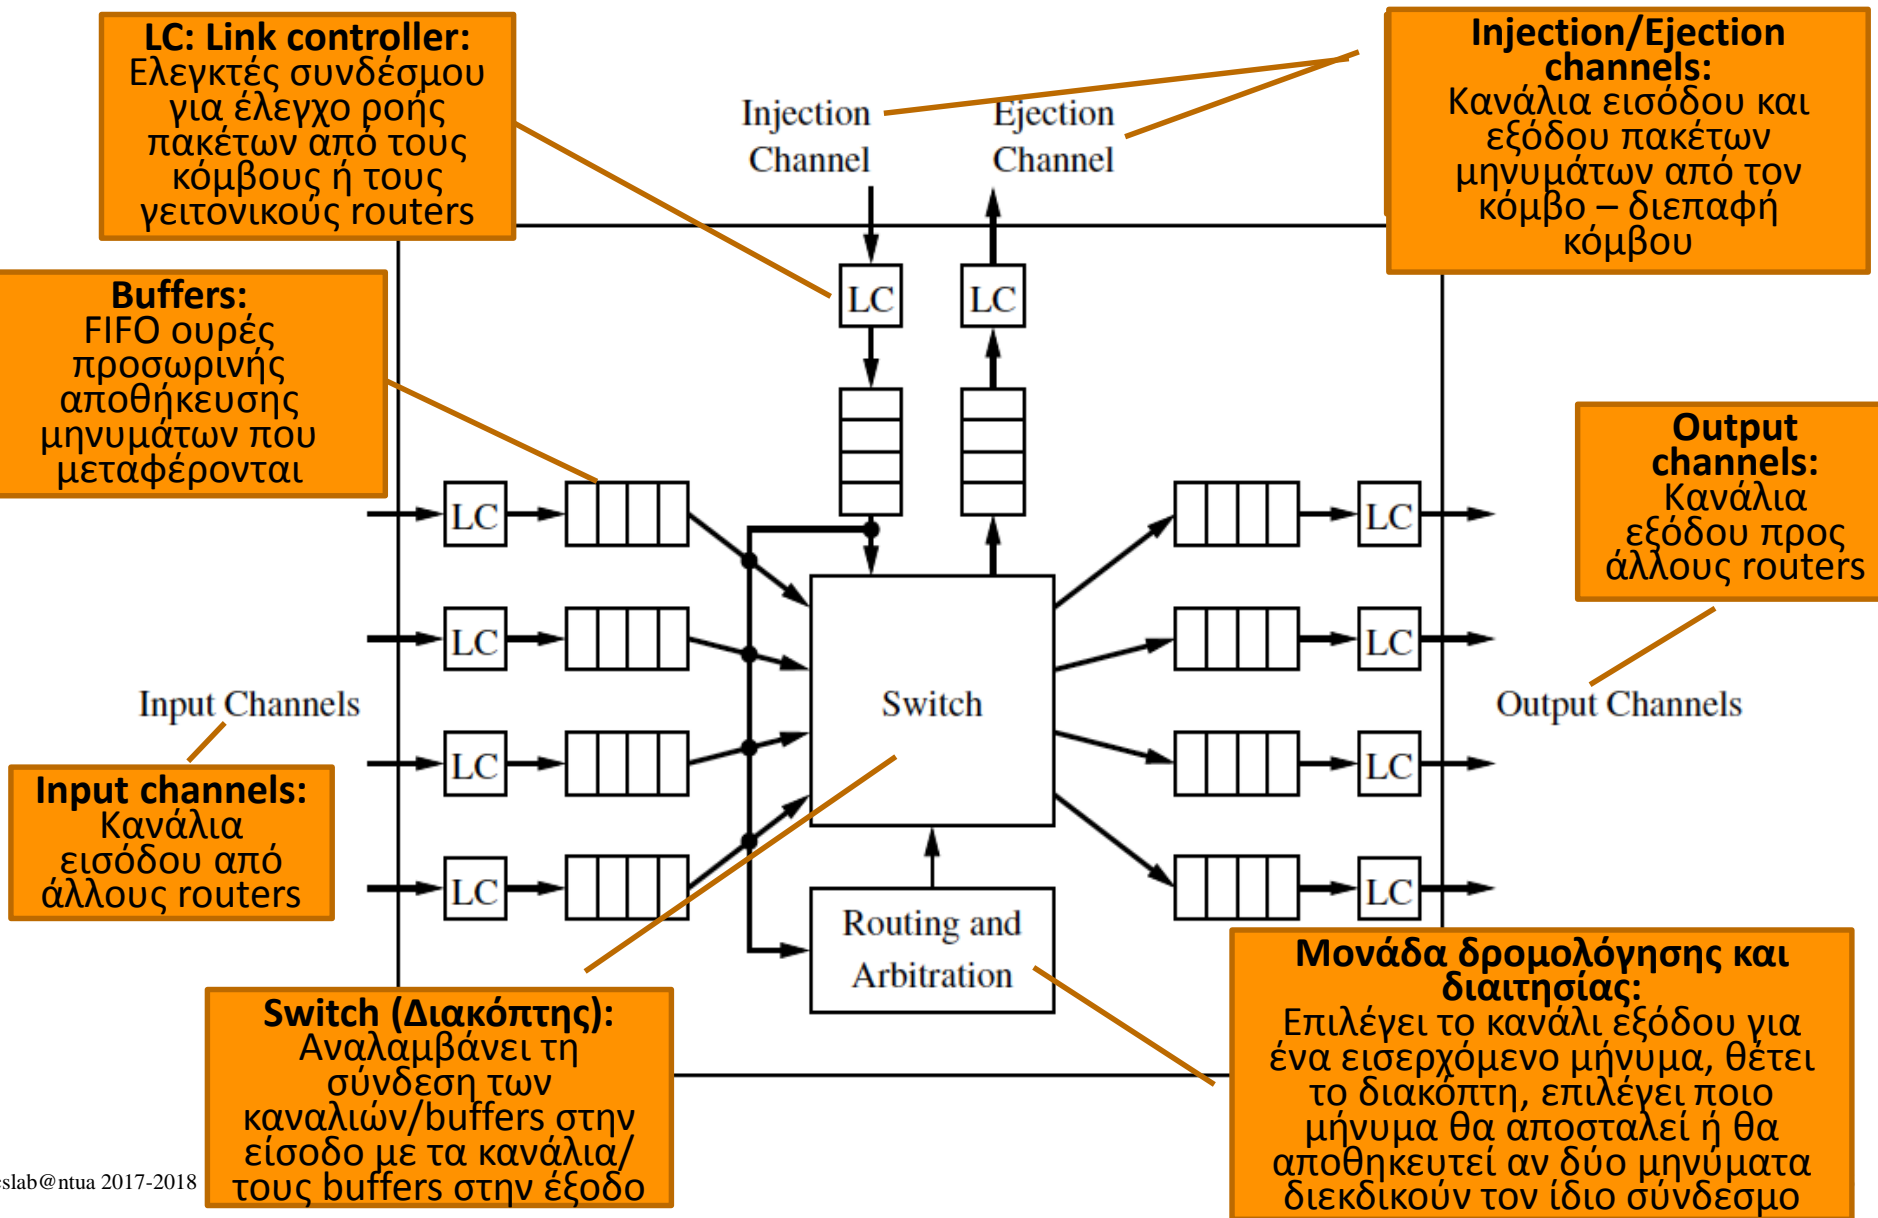 LC: Link controller:
Ελεγκτές συνδέσμου
για έλεγχο ροής
πακέτων από τους
κόμβους ή τους
γειτονικούς routers
Injection
Channel
Ejection
Channel
Injection/Ejection
channels:
Κανάλια εισόδου και
εξόδου πακέτων
μηνυμάτων από τον
κόμβο – διεπαφή
κόμβου
Buffers:
FIFO ουρές
προσωρινής
αποθήκευσης
μηνυμάτων που
μεταφέρονται
LC
LC
Output
channels:
Κανάλια
εξόδου προς
άλλους routers
LC
LC
LC
LC
Input Channels
Switch
Output Channels
LC
LC
Input channels:
Κανάλια
εισόδου από
άλλους routers
LC
LC
Routing and
Arbitration
Switch (Διακόπτης):
Αναλαμβάνει τη
σύνδεση των
καναλιών/buffers στην
είσοδο με τα κανάλια/
τους buffers στην έξοδο
Μονάδα δρομολόγησης και
διαιτησίας:
Επιλέγει το κανάλι εξόδου για
ένα εισερχόμενο μήνυμα, θέτει
το διακόπτη, επιλέγει ποιο
μήνυμα θα αποσταλεί ή θα
αποθηκευτεί αν δύο μηνύματα
διεκδικούν τον ίδιο σύνδεσμο
cslab@ntua 2017-2018